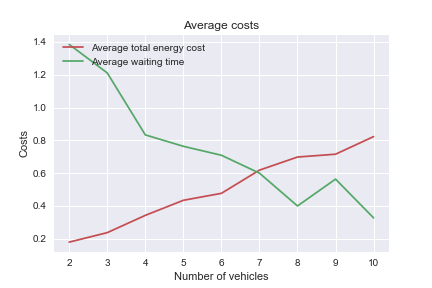 Average costs
Average total energy cost
Average waiting time
1.4
1.2
1.0
0.8
0.6
0.4
0.2
Costs
2 3 4 5 6 7 8 9 10
Number of vehicles